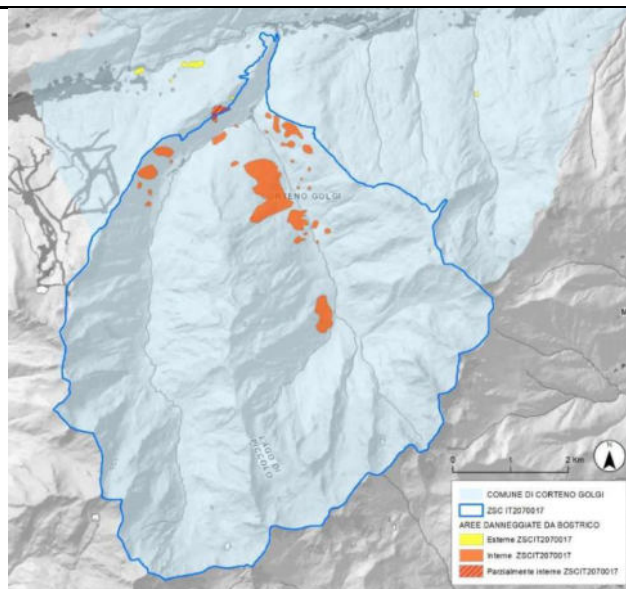 CORTENO GOLGI
LAGO DI
PICCOLO
N
0 1 2 km
COMUNE DI CORTENO GOLGI
ZSC IT2070017
AREE DANNEGGIATE DA BOSTRICO
Esterne ZSCIT2070017
Interne ZSCIT2070017
Parzialmente interne ZSCIT2070017